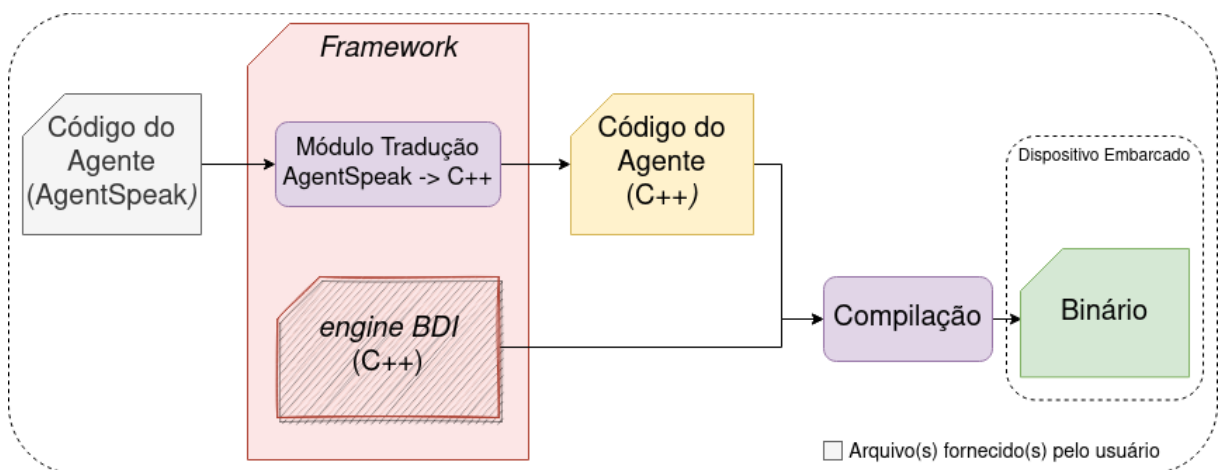 Framework
Código do
Agente
(AgentSpeak)
Módulo Tradução
AgentSpeak -> C++
Código do
Agente
(C++)
engine BDI
(C++)
Compilação
Dispositivo Embarcado
Binário
Arquivo(s) fornecido(s) pelo usuário